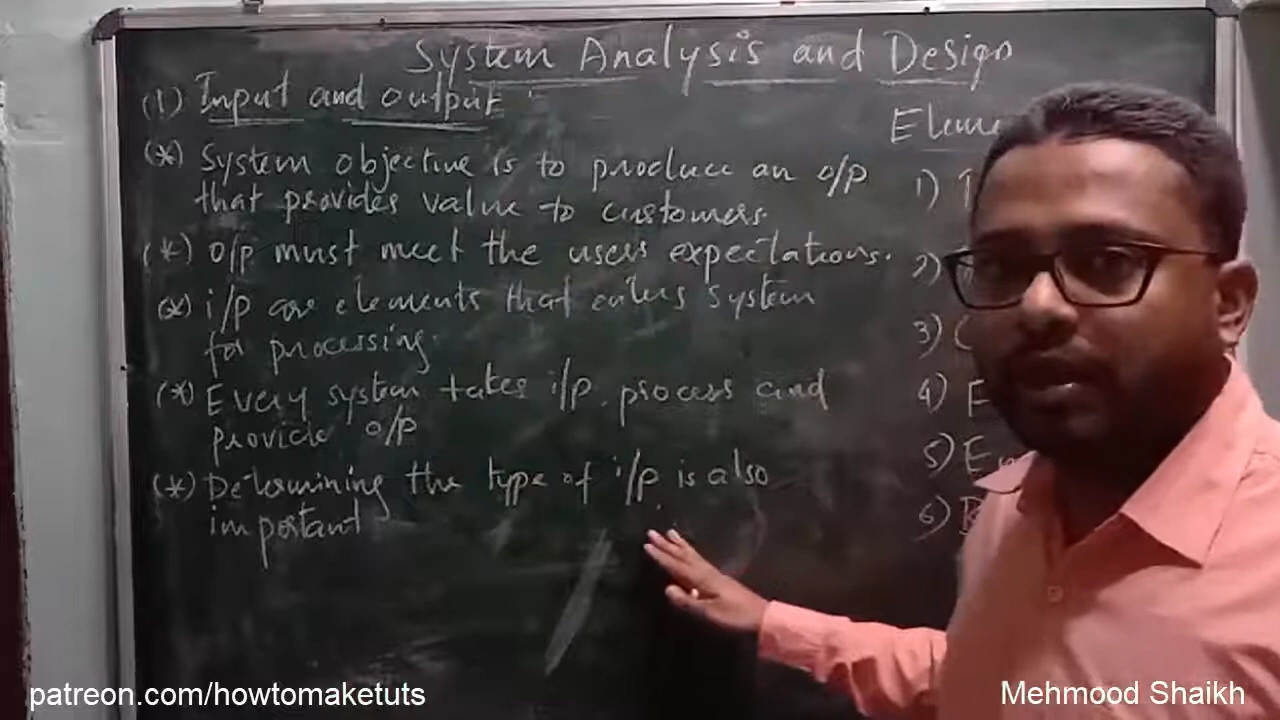 System Analysis and Design
(1) Input and output
(*) System objective is to produce an o/p
that provides value to customers.
(*) o/p must meet the users expectations.
(*) i/p are elements that enters system
for processing.
(*) Every system takes i/p. process and
provide o/p
(*) Determining the type of i/p is also
important
Eleme
1) I
2)
3) C
4) F
5) En
6) B
patreon.com/howtomaketuts
Mehmood Shaikh